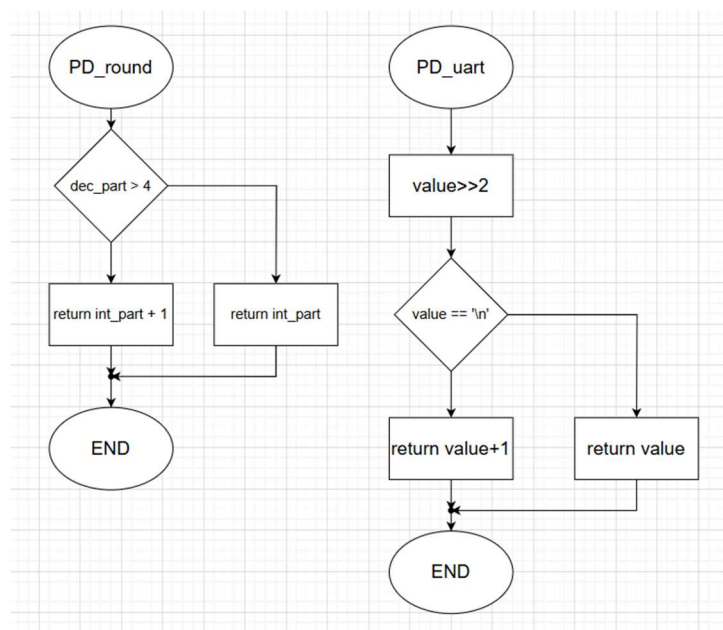 PD_round
dec_part > 4
return int_part + 1
return int_part
END
PD_uart
value>>2
value == '\n'
return value+1
return value
END